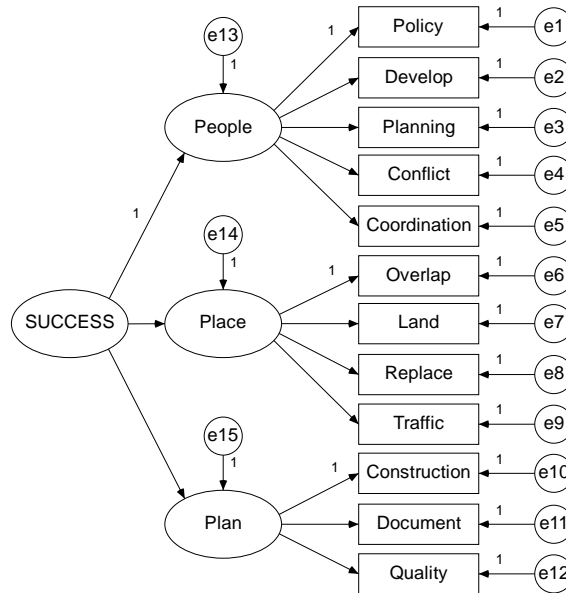 e13
1
People
1
1
Policy
1
e1
Develop
1
e2
Planning
1
e3
Conflict
1
e4
Coordination
1
e5
SUCCESS
e14
1
Place
1
Overlap
1
e6
Land
1
e7
Replace
1
e8
Traffic
1
e9
e15
1
Plan
1
Construction
1
e10
Document
1
e11
Quality
1
e12